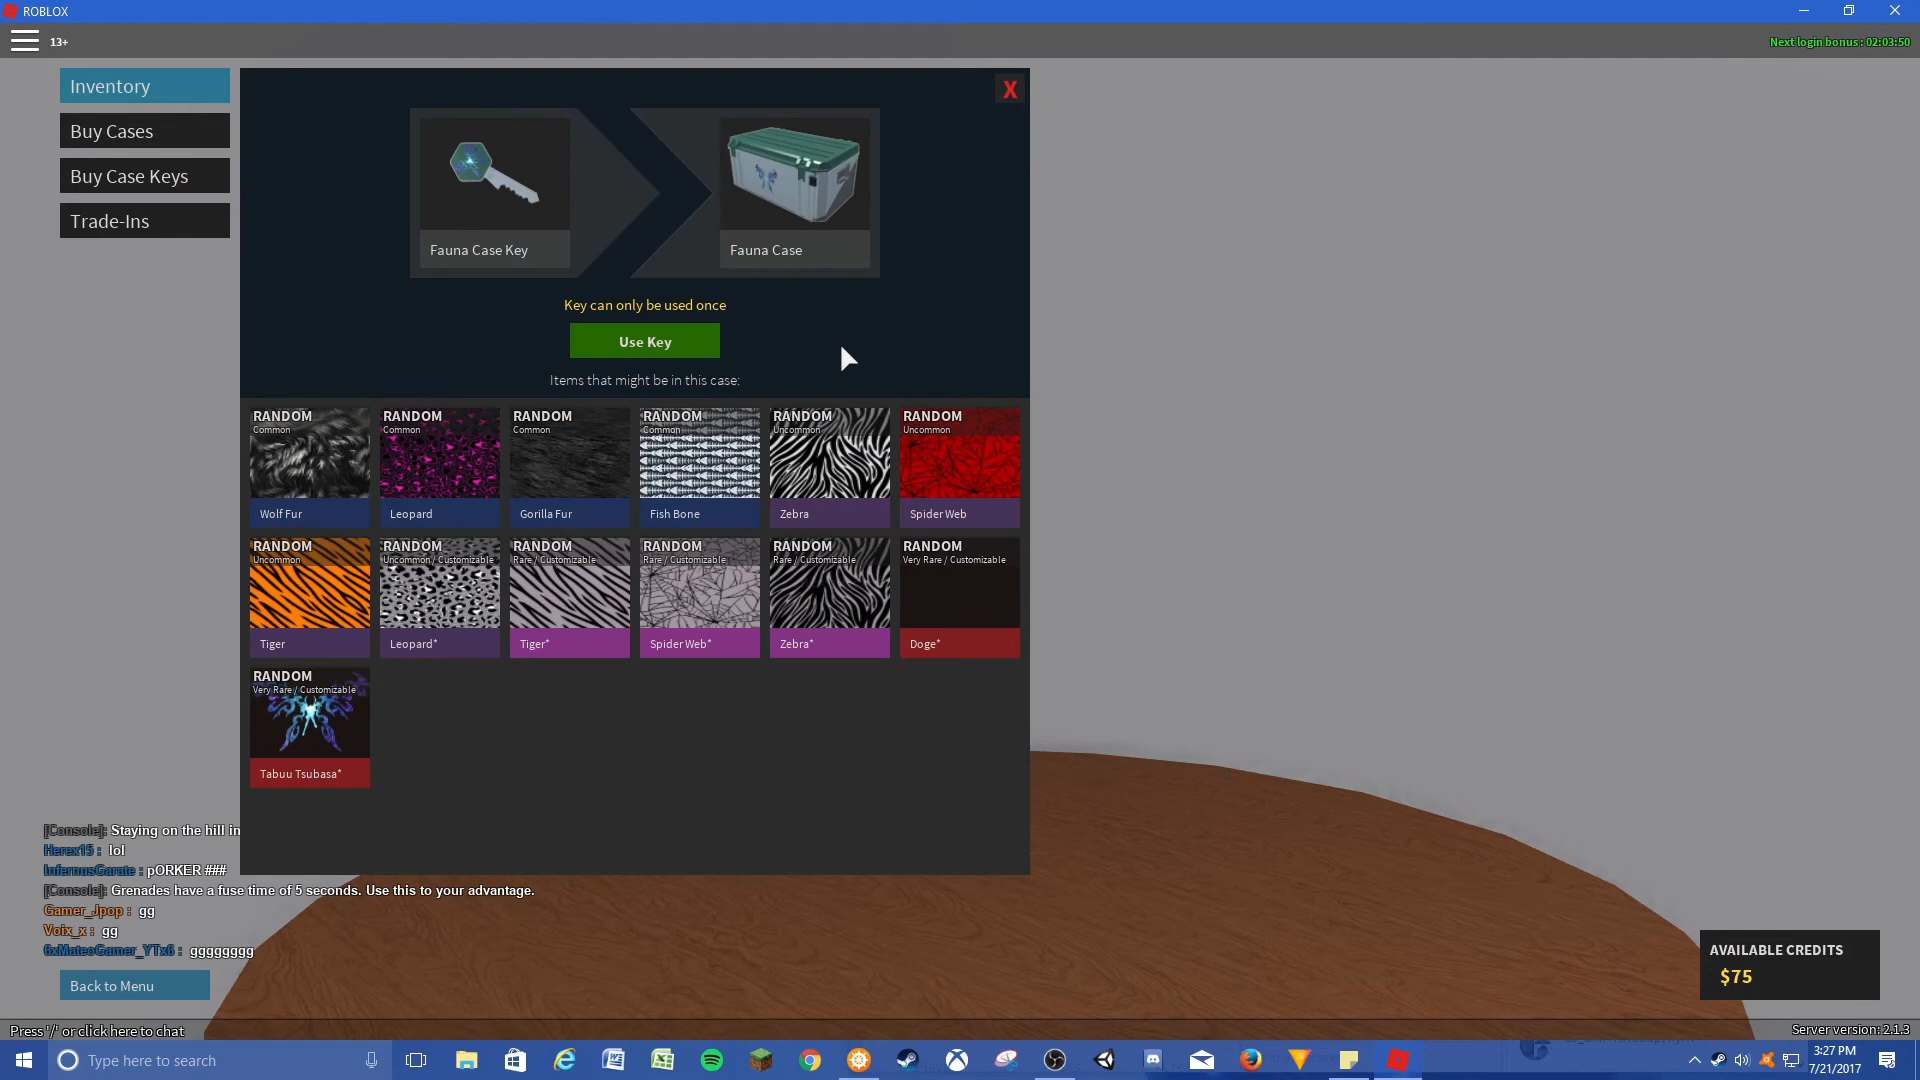 ROBLOX
13+
Next login bonus : 02:03:50
Inventory
Buy Cases
Buy Case Keys
Trade-Ins
X
Fauna Case Key
Fauna Case
Key can only be used once
Use Key
Items that might be in this case:
RANDOM
Common
Wolf Fur
RANDOM
Common
Leopard
RANDOM
Common
Gorilla Fur
RANDOM
Common
Fish Bone
RANDOM
Uncommon
Zebra
RANDOM
Uncommon
Spider Web
RANDOM
Uncommon
Tiger
RANDOM
Uncommon / Customizable
Leopard*
RANDOM
Rare / Customizable
Tiger*
RANDOM
Rare / Customizable
Spider Web*
RANDOM
Rare / Customizable
Zebra*
RANDOM
Very Rare / Customizable
Doge*
RANDOM
Very Rare / Customizable
Tabuu Tsubasa*
[Console]: Staying on the hill in
Herex15 : lol
InfernusGarate : pORKER ###
[Console]: Grenades have a fuse time of 5 seconds. Use this to your advantage.
Gamer_Jpop : gg
Voix_x : gg
6xMateoGamer_YTx6 : gggggggg
Back to Menu
AVAILABLE CREDITS
$75
Press '/' or click here to chat
Server version: 2.1.3
Type here to search
3:27 PM
7/21/2017